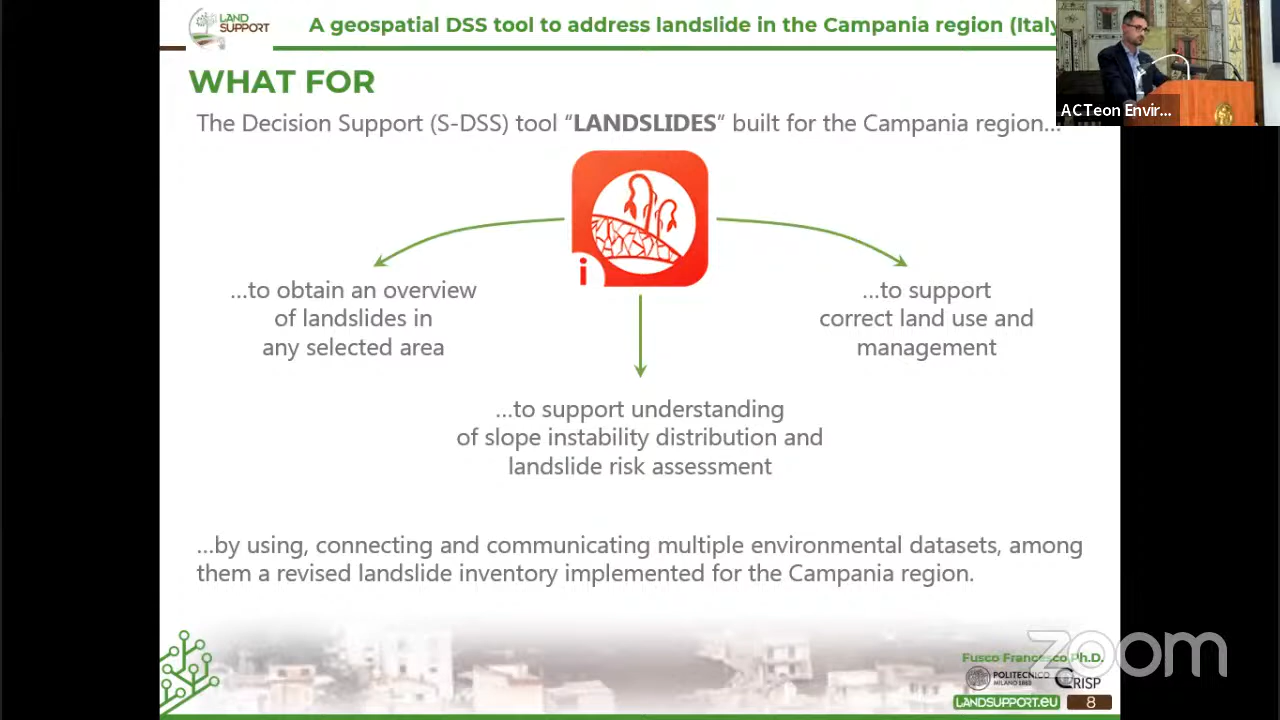 LAND
SUPPORT
A geospatial DSS tool to address landslide in the Campania region (Italy
ACTeon Envir...
WHAT FOR
The Decision Support (S-DSS) tool “LANDSLIDES” built for the Campania region...
i
...to obtain an overview
of landslides in
any selected area
...to support
correct land use and
management
...to support understanding
of slope instability distribution and
landslide risk assessment
...by using, connecting and communicating multiple environmental datasets, among
them a revised landslide inventory implemented for the Campania region.
zoom
Fusco Francesco Ph.D.
POLITECNICO
MILANO 1863
CRISP
LANDSUPPORT.EU
8